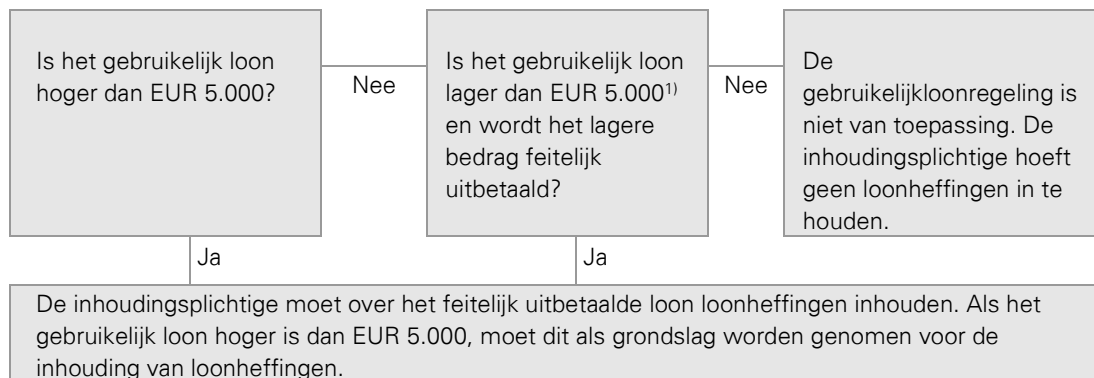 Is het gebruikelijk loon
hoger dan EUR 5.000?
Nee
Is het gebruikelijk loon
lager dan EUR 5.000¹⁾
en wordt het lagere
bedrag feitelijk
uitbetaald?
Nee
De
gebruikelijkloonregeling is
niet van toepassing. De
inhoudingsplichtige hoeft
geen loonheffingen in te
houden.
Ja
Ja
De inhoudingsplichtige moet over het feitelijk uitbetaalde loon loonheffingen inhouden. Als het
gebruikelijk loon hoger is dan EUR 5.000, moet dit als grondslag worden genomen voor de
inhouding van loonheffingen.